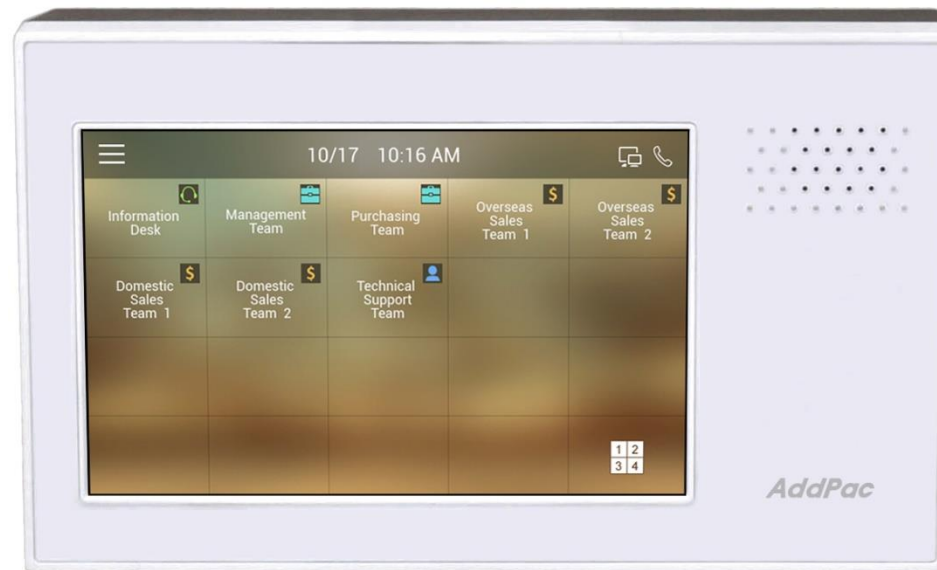 10/17 10:16 AM
Information
Desk
Management
Team
Purchasing
Team
Overseas
Sales
Team 1
Overseas
Sales
Team 2
Domestic
Sales
Team 1
Domestic
Sales
Team 2
Technical
Support
Team
1 2
3 4
AddPac